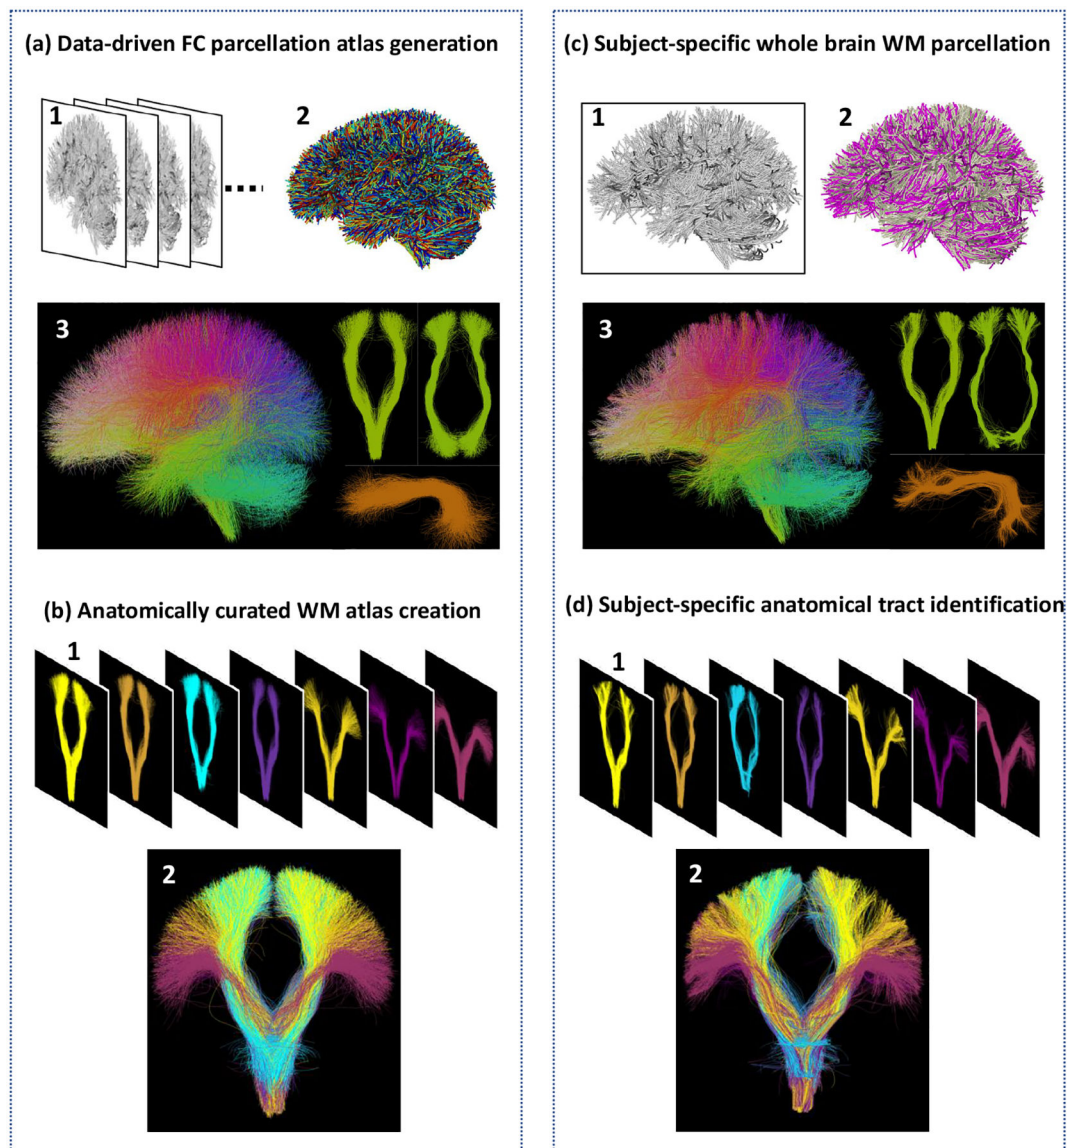 (a) Data-driven FC parcellation atlas generation
1
2
3
(b) Anatomically curated WM atlas creation
1
2
(c) Subject-specific whole brain WM parcellation
1
2
3
(d) Subject-specific anatomical tract identification
1
2